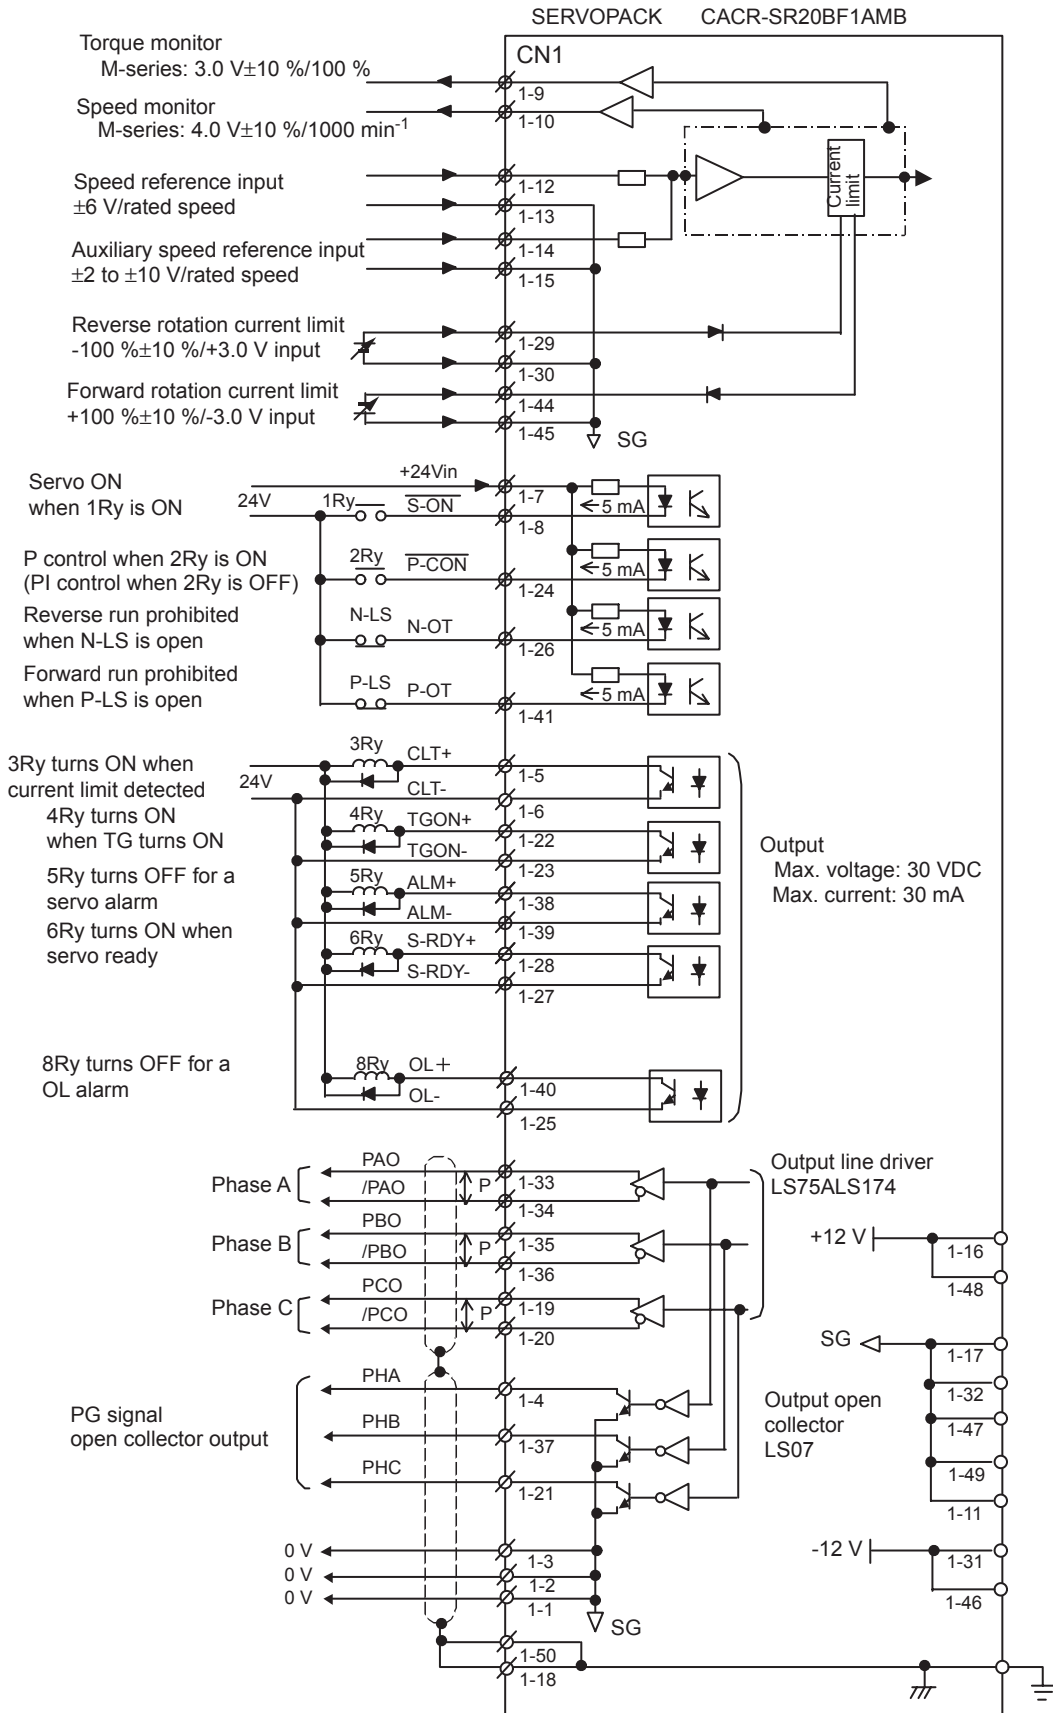 SERVOPACK CACR-SR20BF1AMB
CN1
Torque monitor
M-series: 3.0 V±10 %/100 %
1-9
Speed monitor
M-series: 4.0 V±10 %/1000 min-1
1-10
Speed reference input
±6 V/rated speed
1-12
1-13
Auxiliary speed reference input
±2 to ±10 V/rated speed
1-14
1-15
Current
limit
Reverse rotation current limit
-100 %±10 %/+3.0 V input
1-29
1-30
Forward rotation current limit
+100 %±10 %/-3.0 V input
1-44
1-45
SG
Servo ON
when 1Ry is ON
24V
+24Vin
1Ry
S-ON
1-7
1-8
5 mA
P control when 2Ry is ON
(PI control when 2Ry is OFF)
2Ry
P-CON
1-24
5 mA
Reverse run prohibited
when N-LS is open
N-LS
N-OT
1-26
5 mA
Forward run prohibited
when P-LS is open
P-LS
P-OT
1-41
5 mA
3Ry turns ON when
current limit detected
24V
3Ry
CLT+
1-5
CLT-
1-6
4Ry turns ON
when TG turns ON
4Ry
TGON+
1-22
TGON-
1-23
5Ry turns OFF for a
servo alarm
5Ry
ALM+
1-38
ALM-
1-39
6Ry turns ON when
servo ready
6Ry
S-RDY+
1-28
S-RDY-
1-27
Output
Max. voltage: 30 VDC
Max. current: 30 mA
8Ry turns OFF for a
OL alarm
8Ry
OL+
1-40
OL-
1-25
Phase A
PAO
/PAO
P
1-33
1-34
Phase B
PBO
/PBO
P
1-35
1-36
Phase C
PCO
/PCO
P
1-19
1-20
Output line driver
LS75ALS174
+12 V
1-16
1-48
SG
1-17
1-32
1-47
1-49
1-11
-12 V
1-31
1-46
PG signal
open collector output
PHA
1-4
PHB
1-37
PHC
1-21
Output open
collector
LS07
0 V
1-3
0 V
1-2
0 V
1-1
SG
1-50
1-18